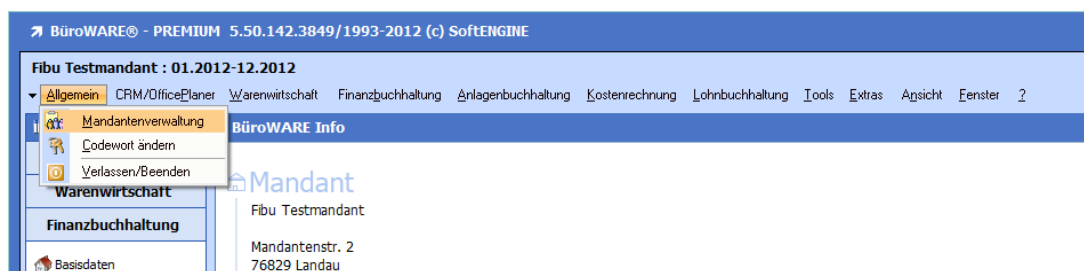 BüroWARE® - PREMIUM 5.50.142.3849/1993-2012 (c) SoftENGINE
Fibu Testmandant : 01.2012-12.2012
Allgemein CRM/OfficePlaner Warenwirtschaft Finanzbuchhaltung Anlagenbuchhaltung Kostenrechnung Lohnbuchhaltung Tools Extras Ansicht Fenster ?
Mandantenverwaltung
BüroWARE Info
Codewort ändern
Verlassen/Beenden
Warenwirtschaft
Finanzbuchhaltung
Basisdaten
Mandant
Fibu Testmandant
Mandantenstr. 2
76829 Landau